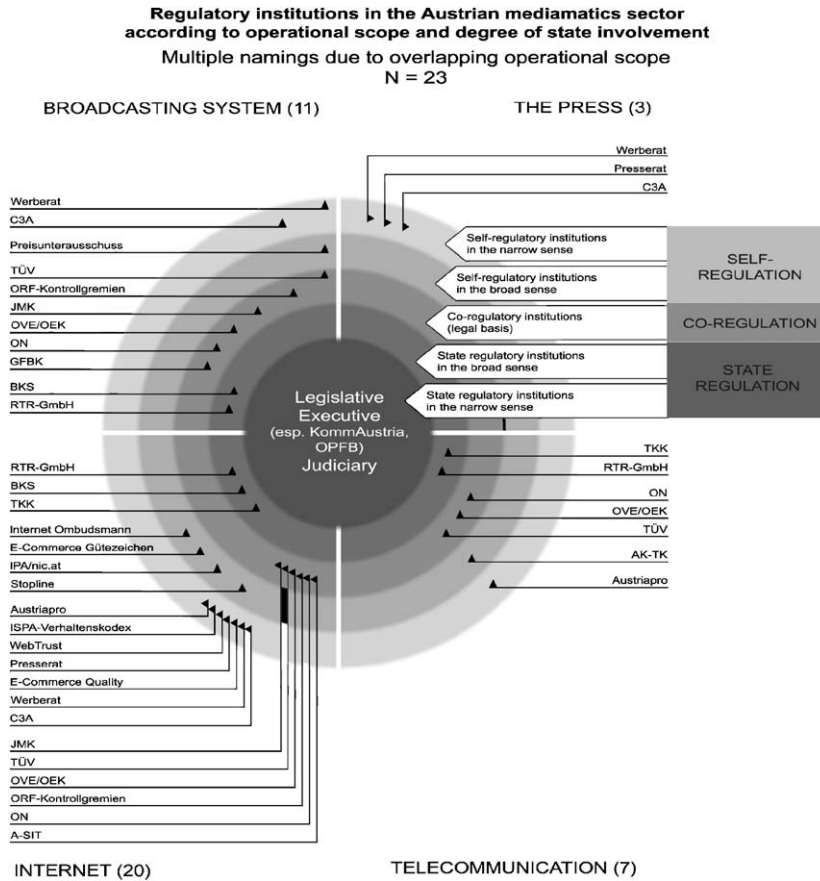 Regulatory institutions in the Austrian mediamatics sector
according to operational scope and degree of state involvement
Multiple namings due to overlapping operational scope
N = 23
BROADCASTING SYSTEM (11)
THE PRESS (3)
Werberat
Presserat
C3A
Werberat
C3A
Preisunterausschuss
TÜV
ORF-Kontrollgremien
JMK
OVE/OEK
ON
GFBK
BKS
RTR-GmbH
Self-regulatory institutions
in the narrow sense
Self-regulatory institutions
in the broad sense
Co-regulatory institutions
(legal basis)
State regulatory institutions
in the broad sense
State regulatory institutions
in the narrow sense
SELF-
REGULATION
CO-REGULATION
STATE
REGULATION
Legislative
Executive
(esp. KommAustria,
OPFB)
Judiciary
RTR-GmbH
BKS
TKK
Internet Ombudsmann
E-Commerce Gütezeichen
IPA/nic.at
Stopline
Austriapro
ISPA-Verhaltenskodex
WebTrust
Presserat
E-Commerce Quality
Werberat
C3A
JMK
TÜV
OVE/OEK
ORF-Kontrollgremien
ON
A-SIT
TKK
RTR-GmbH
ON
OVE/OEK
TÜV
AK-TK
Austriapro
INTERNET (20)
TELECOMMUNICATION (7)